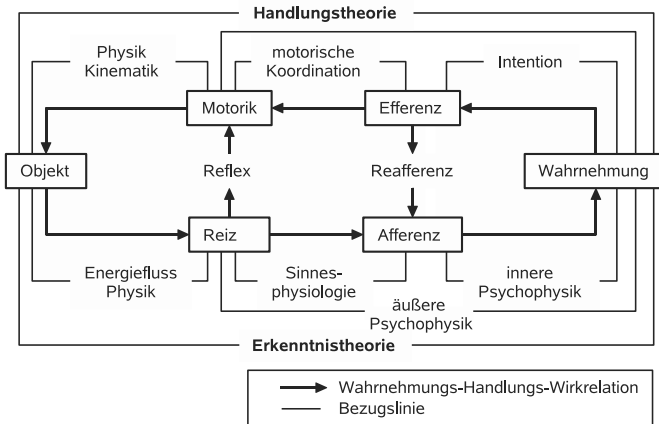 Handlungstheorie
Physik
Kinematik
motorische
Koordination
Intention
Motorik
Efferenz
Objekt
Reflex
Reafferenz
Wahrnehmung
Reiz
Afferenz
Energiefluss
Physik
Sinnes-
physiologie
innere
Psychophysik
äußere
Psychophysik
Erkenntnistheorie
Wahrnehmungs-Handlungs-Wirkrelation
Bezugslinie